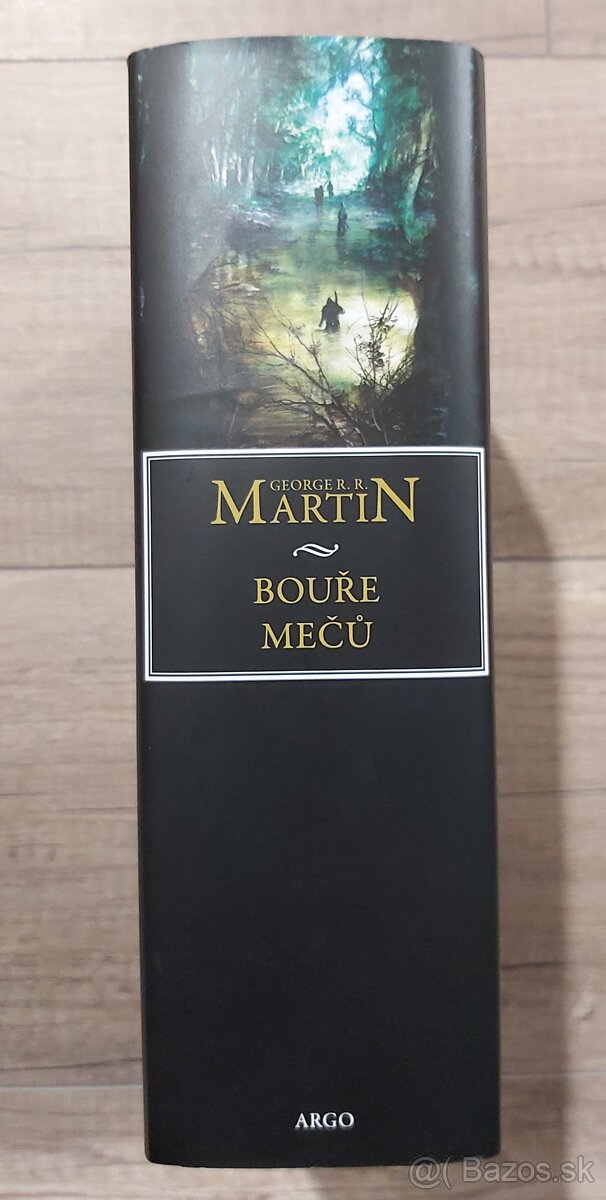 GEORGE R. R.
MARTIN
BOUŘE
MEČŮ
ARGO
@( Bazos.sk